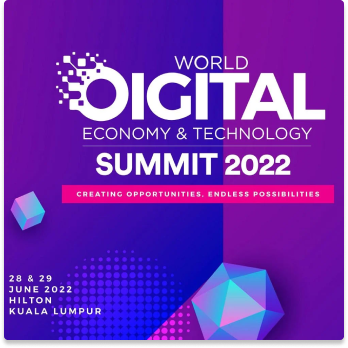 WORLD
DIGITAL
ECONOMY & TECHNOLOGY
SUMMIT 2022
CREATING OPPORTUNITIES, ENDLESS POSSIBILITIES
28 & 29
JUNE 2022
HILTON
KUALA LUMPUR